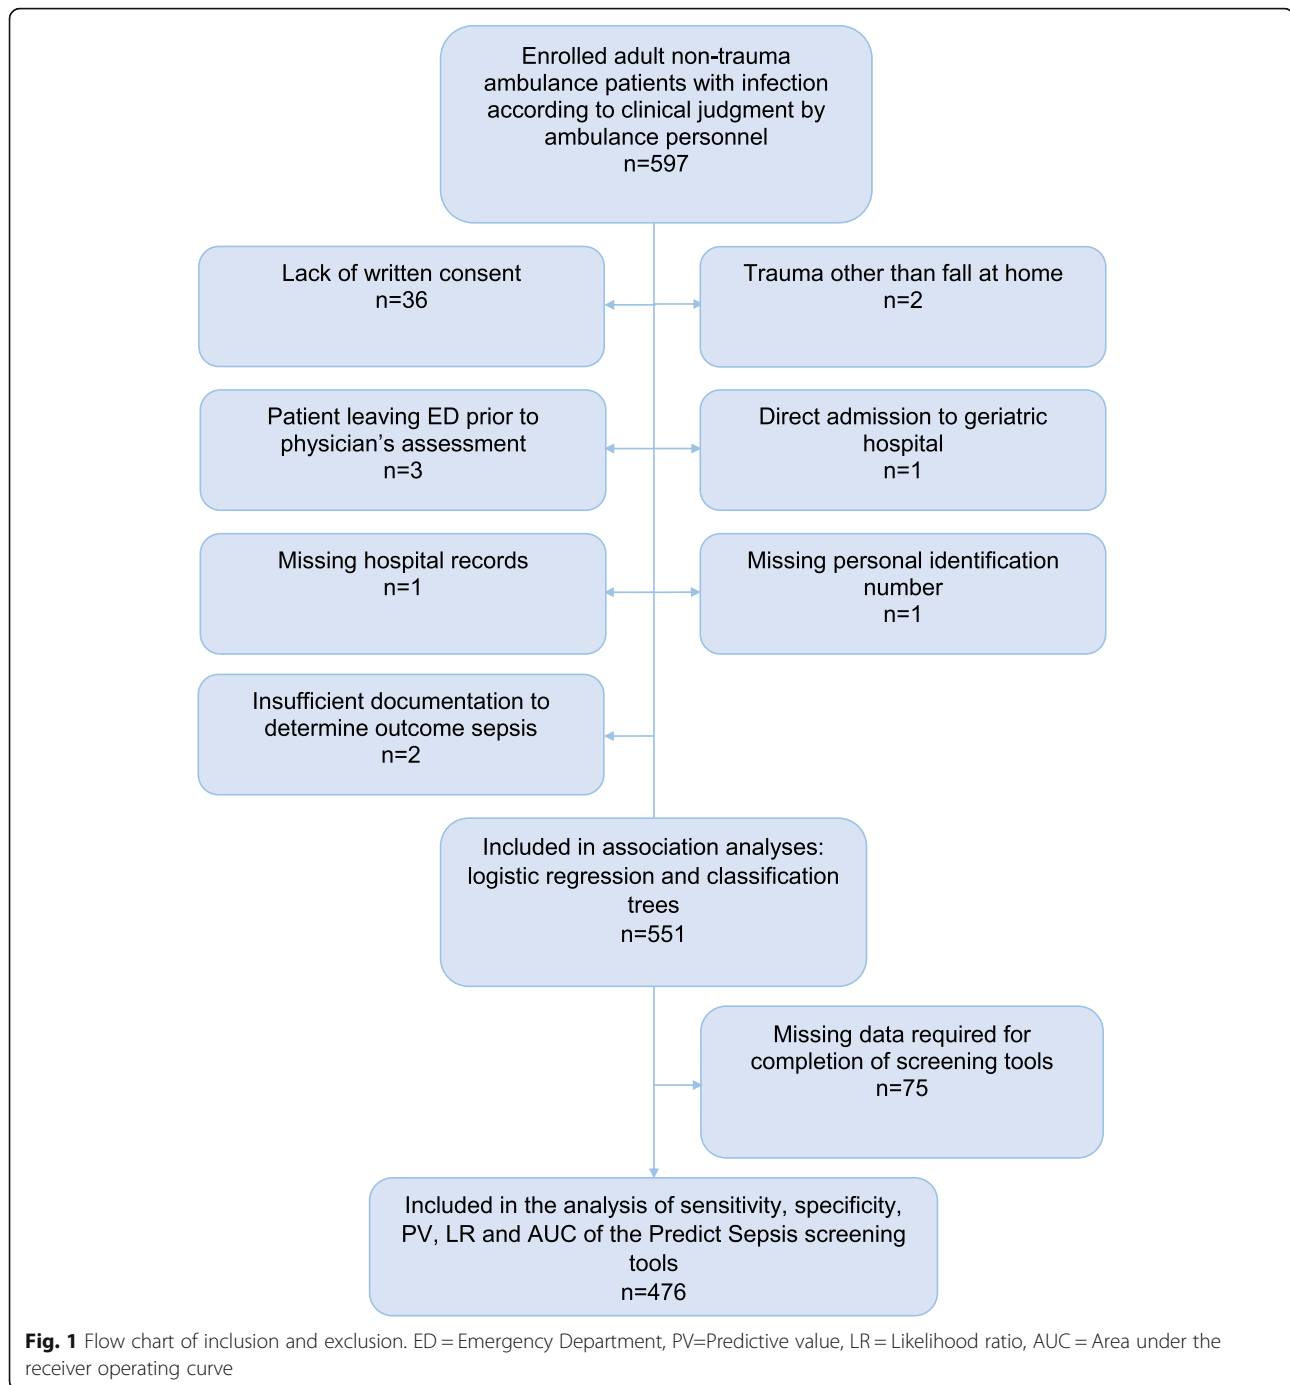 Enrolled adult non-trauma
ambulance patients with infection
according to clinical judgment by
ambulance personnel
n=597
Lack of written consent
n=36
Trauma other than fall at home
n=2
Patient leaving ED prior to
physician’s assessment
n=3
Direct admission to geriatric
hospital
n=1
Missing hospital records
n=1
Missing personal identification
number
n=1
Insufficient documentation to
determine outcome sepsis
n=2
Included in association analyses:
logistic regression and classification
trees
n=551
Missing data required for
completion of screening tools
n=75
Included in the analysis of sensitivity, specificity,
PV, LR and AUC of the Predict Sepsis screening
tools
n=476
Fig. 1 Flow chart of inclusion and exclusion. ED = Emergency Department, PV=Predictive value, LR = Likelihood ratio, AUC = Area under the
receiver operating curve